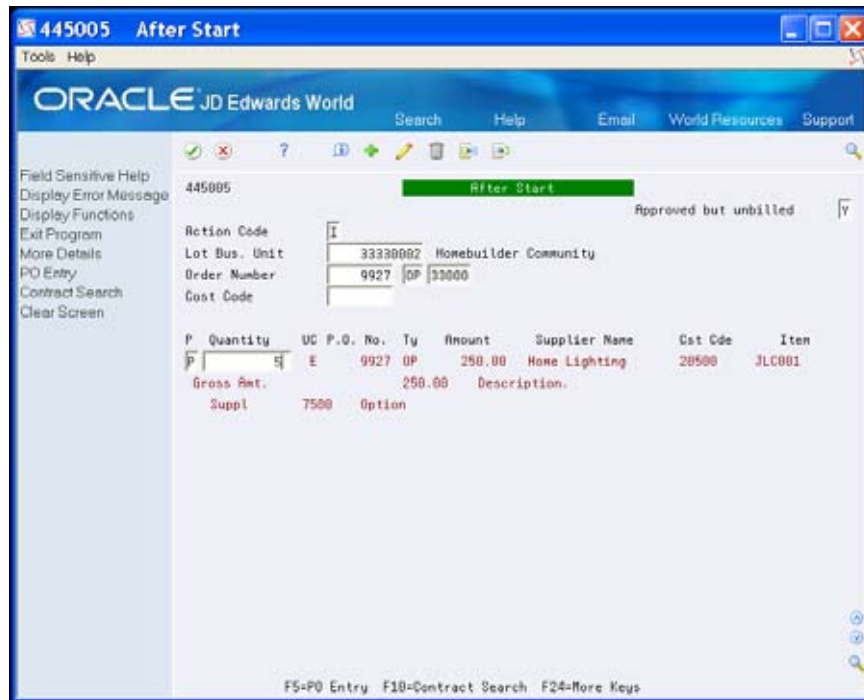 445005 After Start
Tools Help
ORACLE JD Edwards World
Search Help Email World Resources Support
Field Sensitive Help
Display Error Message
Display Functions
Exit Program
More Details
PO Entry
Contract Search
Clear Screen
445005 After Start
Approved but unbilled Y
Action Code I
Lot Bus. Unit 33330002 Homebuilder Community
Order Number 9927 OP 33000
Cost Code
P Quantity UC P.O. No. Ty Amount Supplier Name Cst Cde Item
P 5 E 9927 OP 250.00 Home Lighting 20500 JLC001
Gross Amt. 250.00 Description.
Suppl 7500 Option
F5=PO Entry F10=Contract Search F24=More Keys